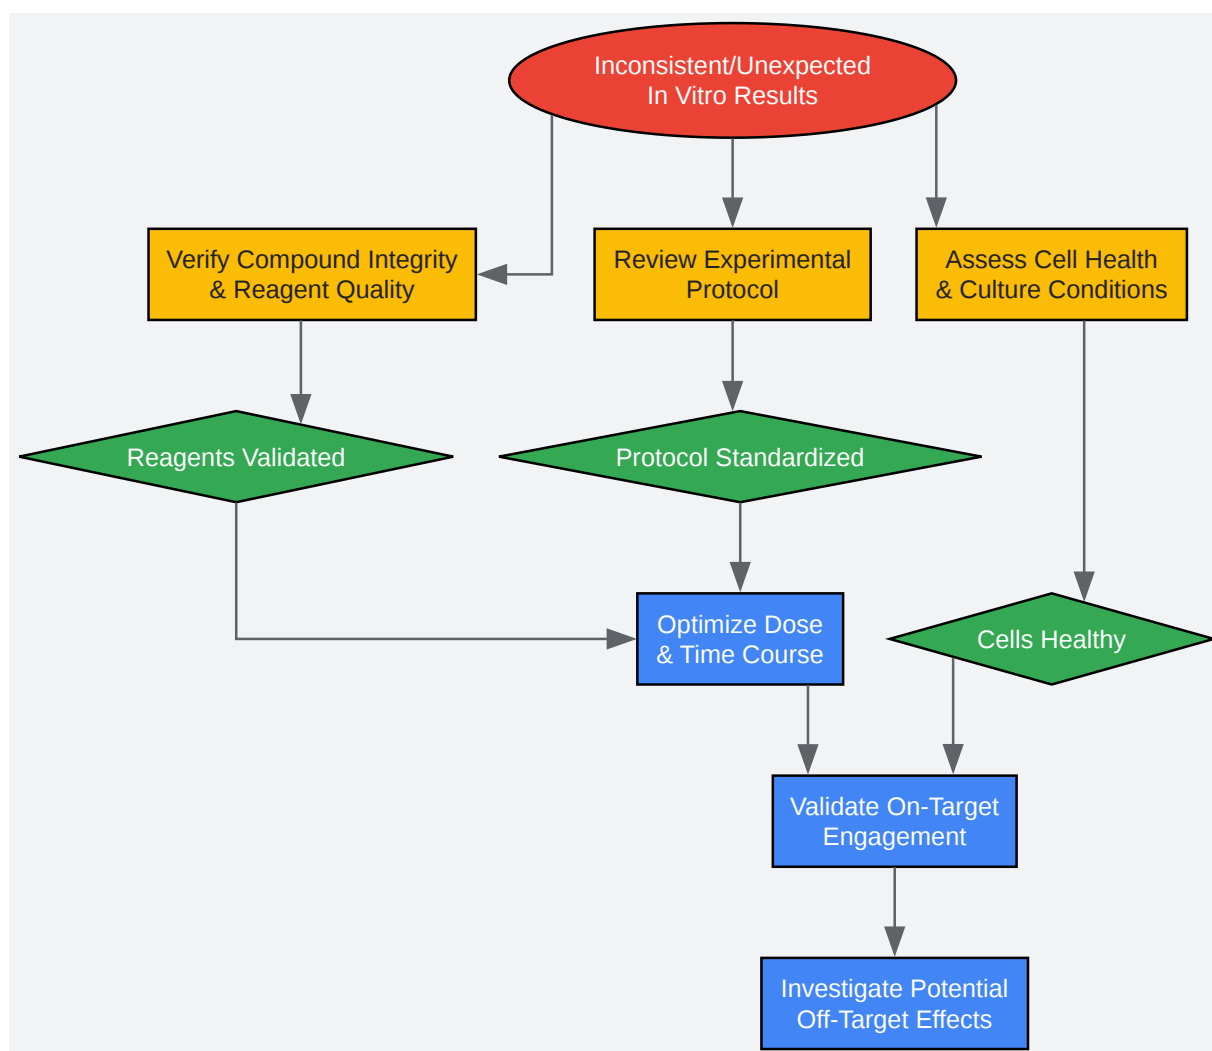 Inconsistent/Unexpected
In Vitro Results
Verify Compound Integrity
& Reagent Quality
Review Experimental
Protocol
Assess Cell Health
& Culture Conditions
Reagents Validated
Protocol Standardized
Optimize Dose
& Time Course
Cells Healthy
Validate On-Target
Engagement
Investigate Potential
Off-Target Effects